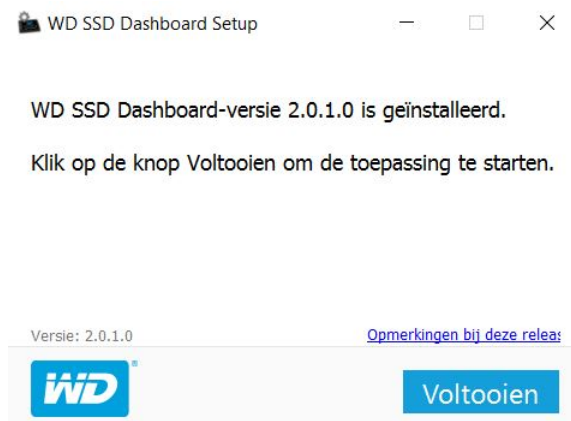 WD SSD Dashboard Setup
WD SSD Dashboard-versie 2.0.1.0 is geïnstalleerd.
Klik op de knop Voltooien om de toepassing te starten.
Versie: 2.0.1.0
Opmerkingen bij deze releas
WD®
Voltooien